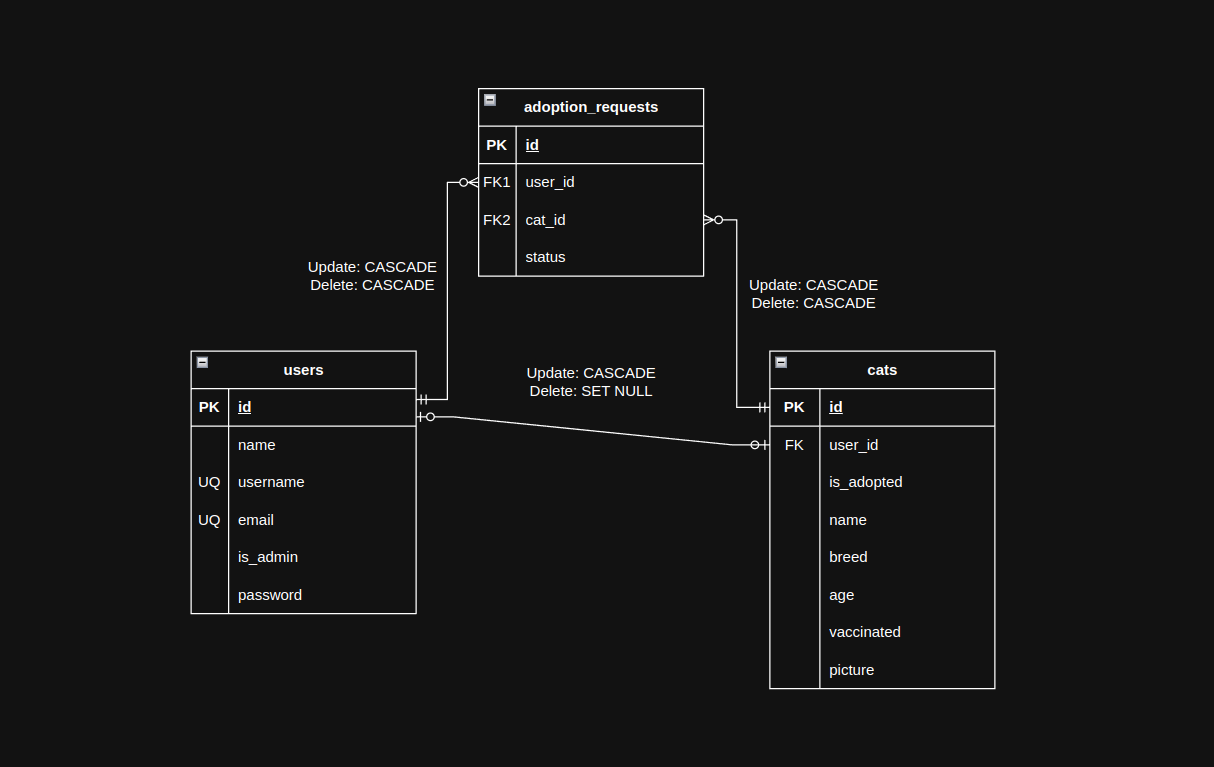 adoption_requests
PK id
FK1 user_id
FK2 cat_id
status
Update: CASCADE
Delete: CASCADE
Update: CASCADE
Delete: CASCADE
Update: CASCADE
Delete: SET NULL
users
PK id
name
UQ username
UQ email
is_admin
password
cats
PK id
FK user_id
is_adopted
name
breed
age
vaccinated
picture